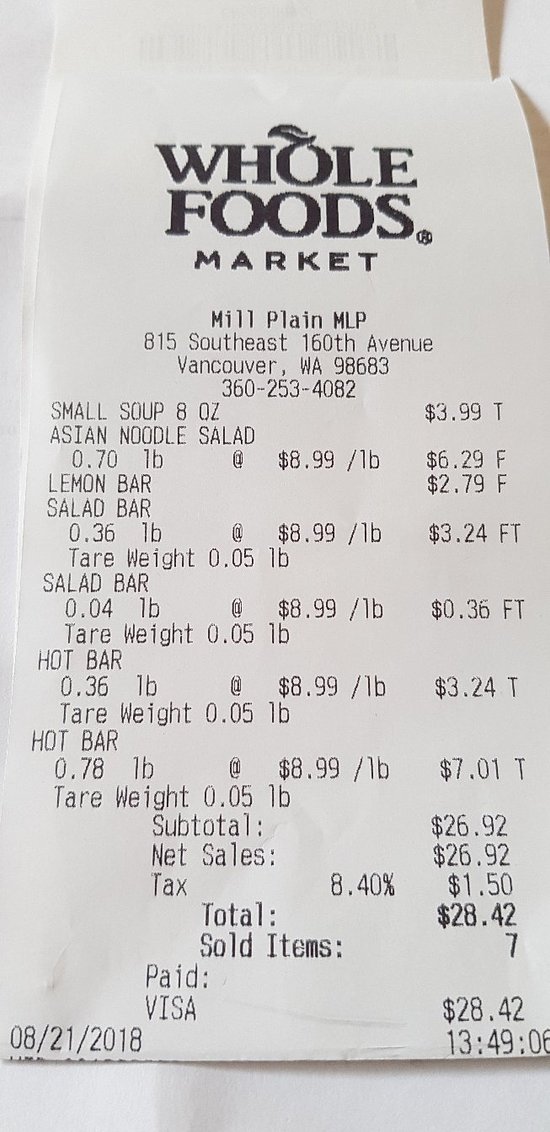 WHOLE
FOODS®
MARKET
Mill Plain MLP
815 Southeast 160th Avenue
Vancouver, WA 98683
360-253-4082
SMALL SOUP 8 OZ $3.99 T
ASIAN NOODLE SALAD
0.70 lb @ $8.99 /lb $6.29 F
LEMON BAR $2.79 F
SALAD BAR
0.36 lb @ $8.99 /lb $3.24 FT
Tare Weight 0.05 lb
SALAD BAR
0.04 lb @ $8.99 /lb $0.36 FT
Tare Weight 0.05 lb
HOT BAR
0.36 lb @ $8.99 /lb $3.24 T
Tare Weight 0.05 lb
HOT BAR
0.78 lb @ $8.99 /lb $7.01 T
Tare Weight 0.05 lb
Subtotal: $26.92
Net Sales: $26.92
Tax 8.40% $1.50
Total: $28.42
Sold Items: 7
Paid:
VISA $28.42
08/21/2018 13:49:06